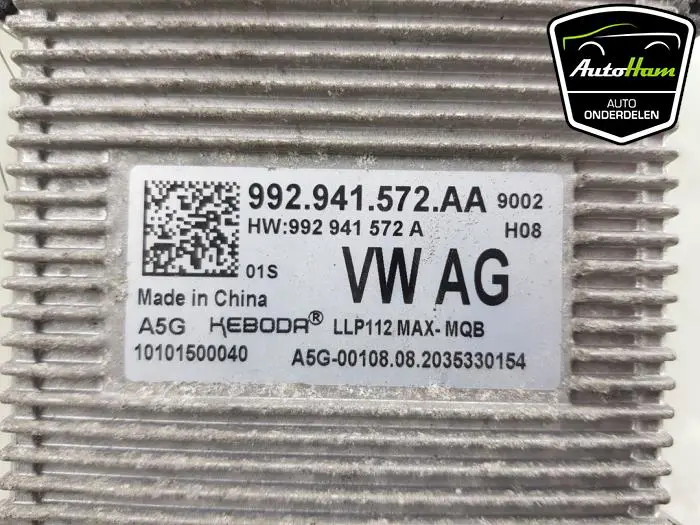 AutoHam
AUTO
ONDERDELEN
992.941.572.AA 9002
HW:992 941 572 A H08
01S VW AG
Made in China
A5G KEBODA® LLP112 MAX-MQB
10101500040 A5G-00108.08.2035330154